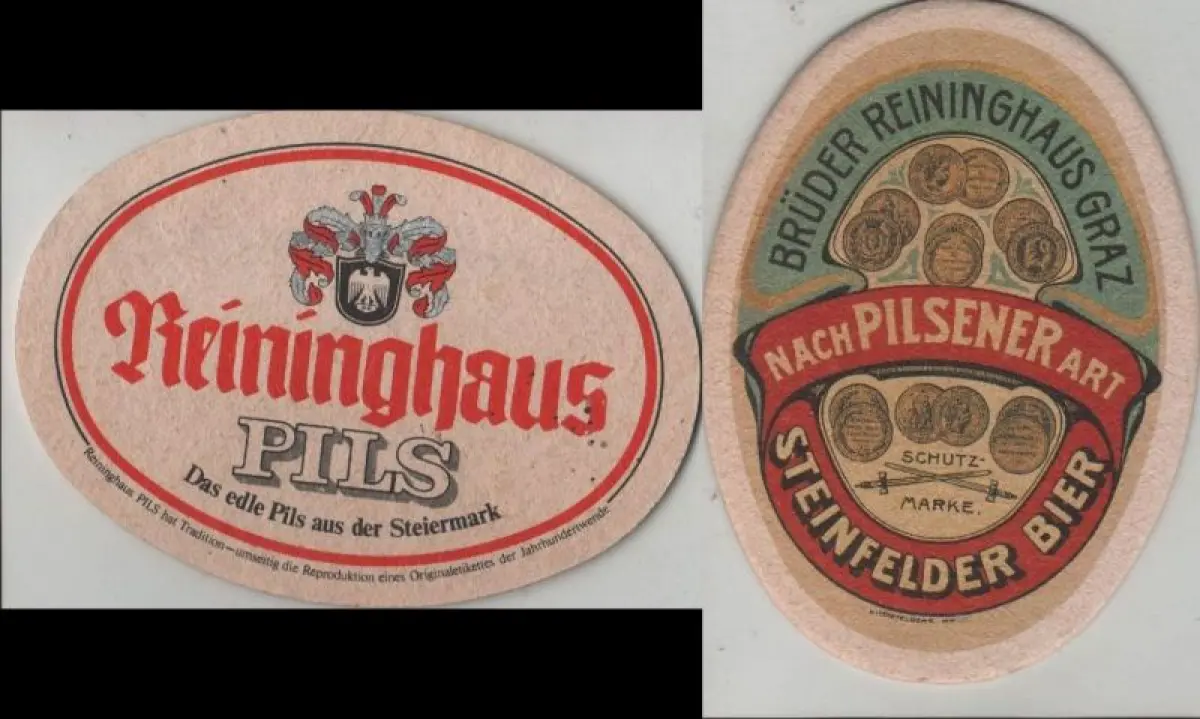 Reininghaus
PILS
Das edle Pils aus der Steiermark
Reininghaus PILS hat Tradition – umseitig die Reproduktion eines Originaletikettes der Jahrhundertwende
BRÜDER REININGHAUS GRAZ
NACH PILSENER ART
SCHUTZ-
MARKE.
STEINFELDER BIER